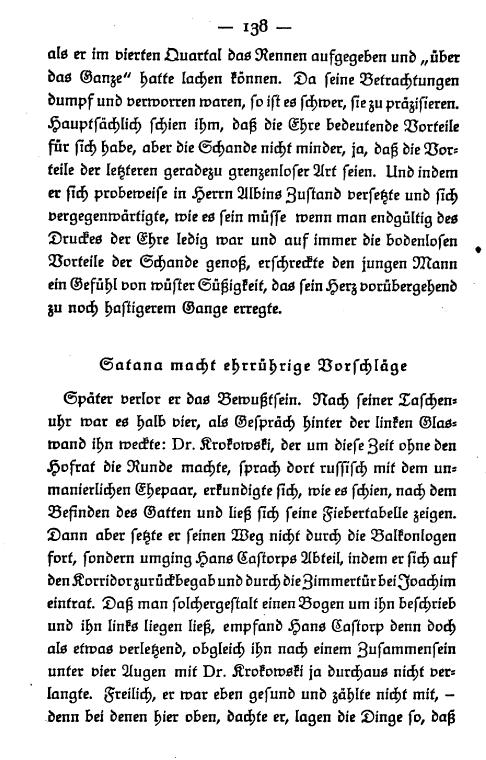 — 138 —
als er im vierten Quartal das Rennen aufgegeben und „über
das Ganze“ hatte lachen können. Da seine Betrachtungen
dumpf und verworren waren, so ist es schwer, sie zu präzisieren.
Hauptsächlich schien ihm, daß die Ehre bedeutende Vorteile
für sich habe, aber die Schande nicht minder, ja, daß die Vor-
teile der letzteren geradezu grenzenloser Art seien. Und indem
er sich probeweise in Herrn Albins Zustand versetzte und sich
vergegenwärtigte, wie es sein müsse wenn man endgültig des
Druckes der Ehre ledig war und auf immer die bodenlosen
Vorteile der Schande genoß, erschreckte den jungen Mann
ein Gefühl von wüster Süßigkeit, das sein Herz vorübergehend
zu noch hastigerem Gange erregte.
Satana macht ehrrührige Vorschläge
Später verlor er das Bewußtsein. Nach seiner Taschen-
uhr war es halb vier, als Gespräch hinter der linken Glas-
wand ihn weckte: Dr. Krokowski, der um diese Zeit ohne den
Hofrat die Runde machte, sprach dort russisch mit dem un-
manierlichen Ehepaar, erkundigte sich, wie es schien, nach dem
Befinden des Gatten und ließ sich seine Fiebertabelle zeigen.
Dann aber setzte er seinen Weg nicht durch die Balkonlogen
fort, sondern umging Hans Castorps Abteil, indem er sich auf
den Korridor zurückbegab und durch die Zimmertür bei Joachim
eintrat. Daß man solchergestalt einen Bogen um ihn beschrieb
und ihn links liegen ließ, empfand Hans Castorp denn doch
als etwas verletzend, obgleich ihn nach einem Zusammensein
unter vier Augen mit Dr. Krokowski ja durchaus nicht ver-
langte. Freilich, er war eben gesund und zählte nicht mit, –
denn bei denen hier oben, dachte er, lagen die Dinge so, daß